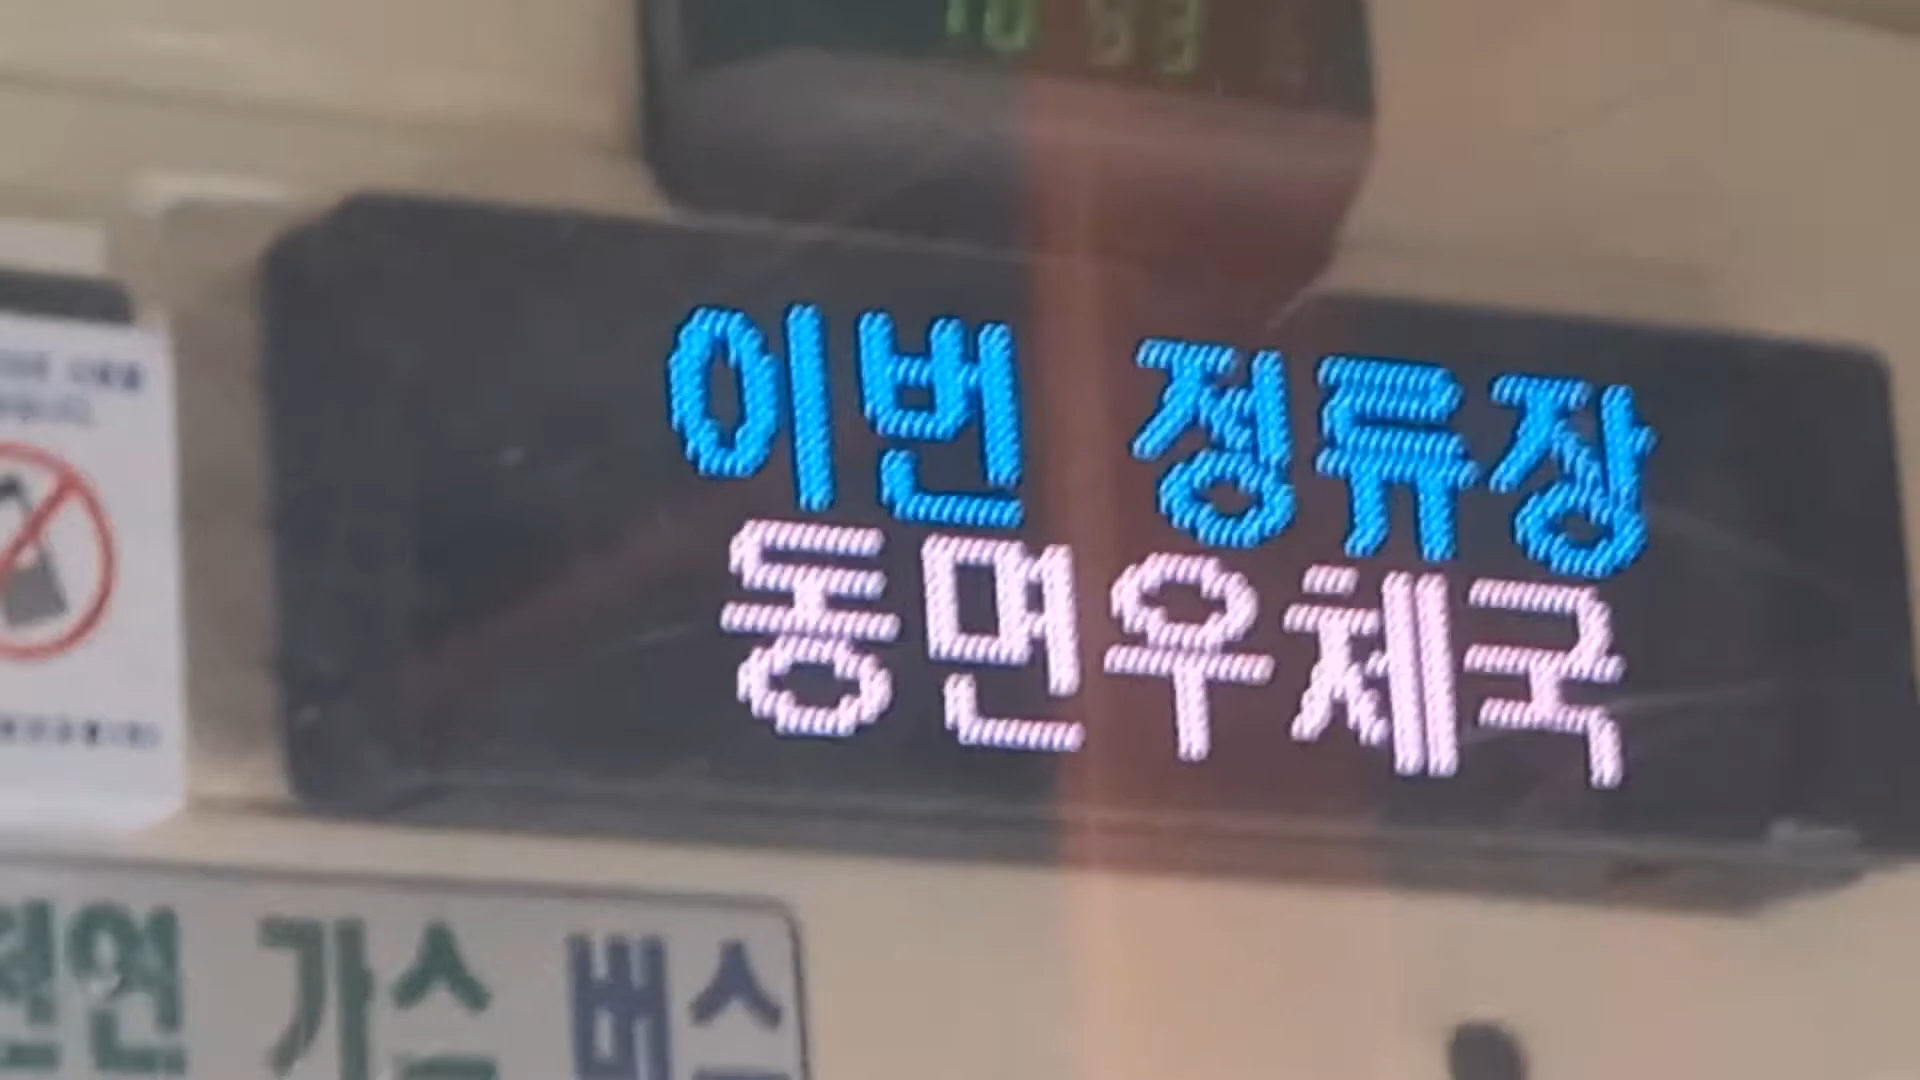 이번 정류장
동면우체국
천연 가스 버스